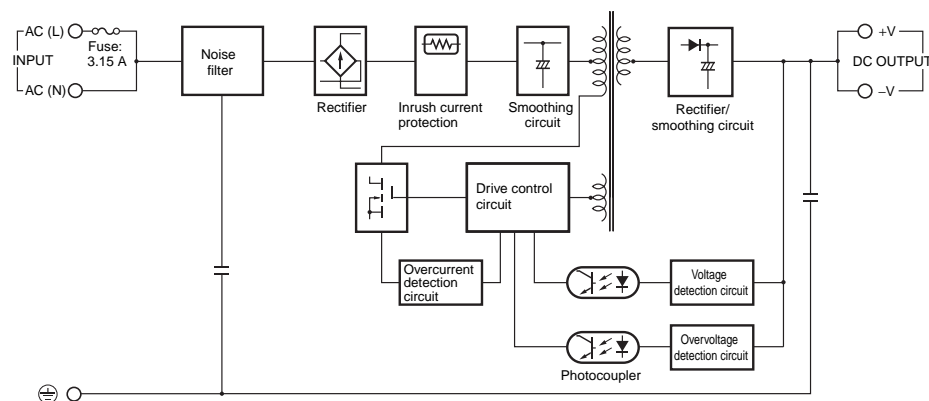 AC (L)
Fuse:
3.15 A
INPUT
AC (N)
Noise
filter
Rectifier
Inrush current
protection
Smoothing
circuit
Rectifier/
smoothing circuit
+V
DC OUTPUT
−V
Drive control
circuit
Overcurrent
detection
circuit
Voltage
detection circuit
Overvoltage
detection circuit
Photocoupler